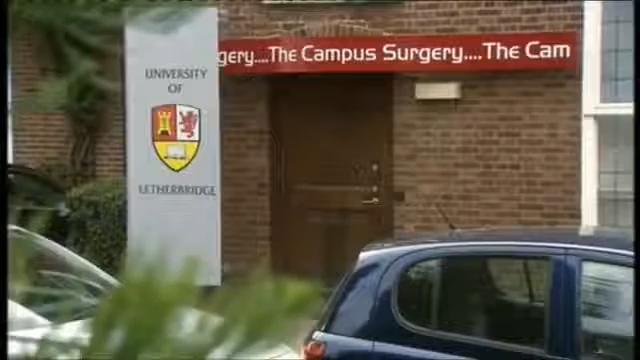 gery....The Campus Surgery....The Cam
UNIVERSITY
OF
LETHERBRIDGE